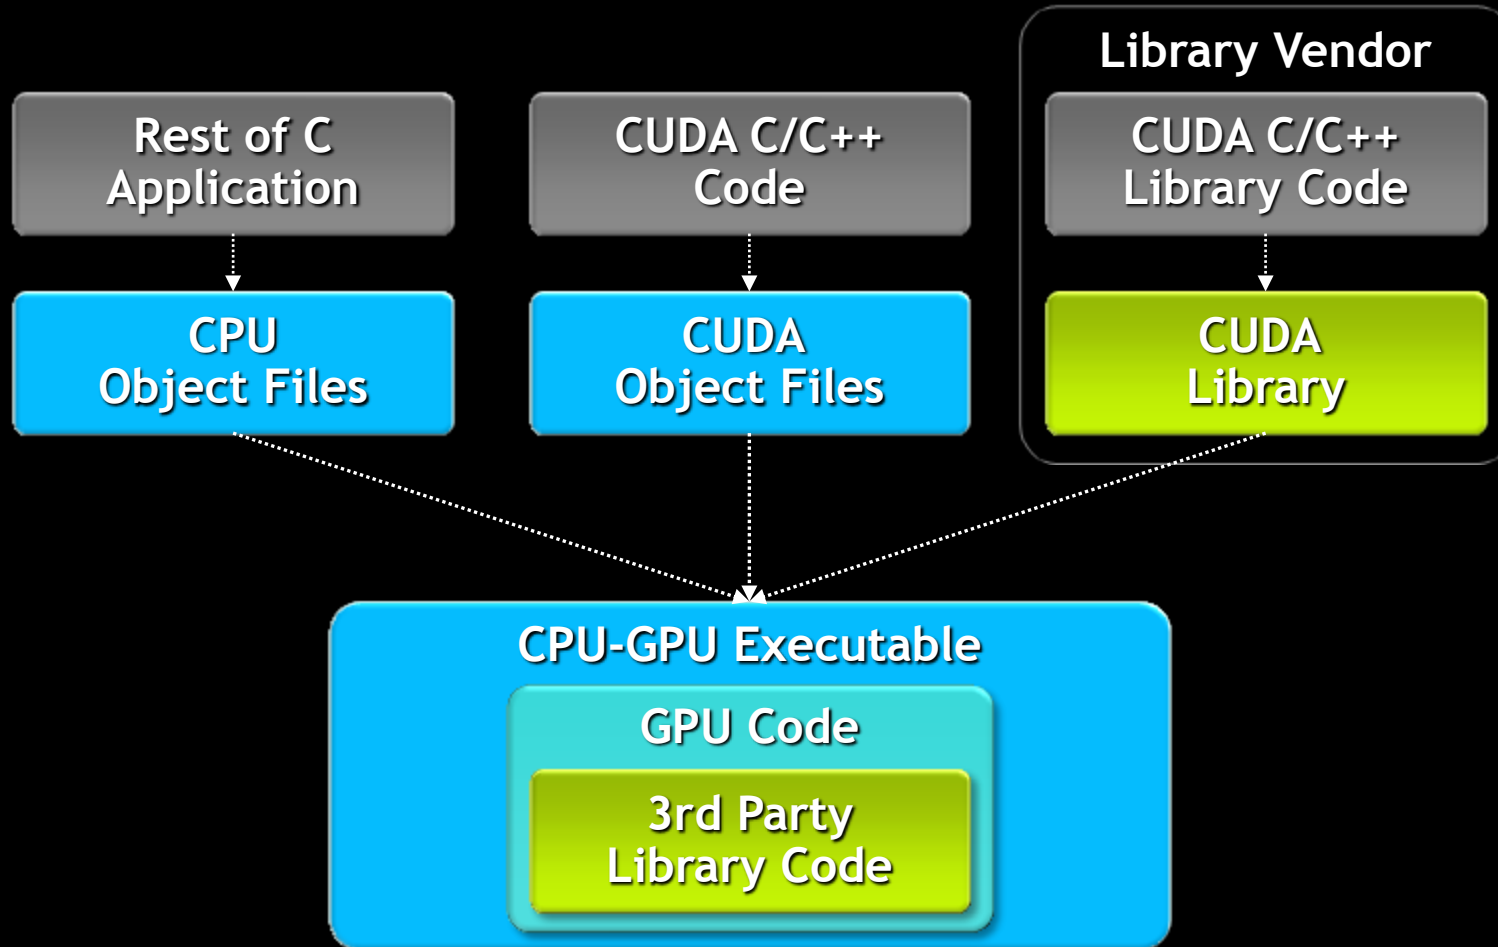 Library Vendor
Rest of C
Application
CUDA C/C++
Code
CUDA C/C++
Library Code
CPU
Object Files
CUDA
Object Files
CUDA
Library
CPU-GPU Executable
GPU Code
3rd Party
Library Code